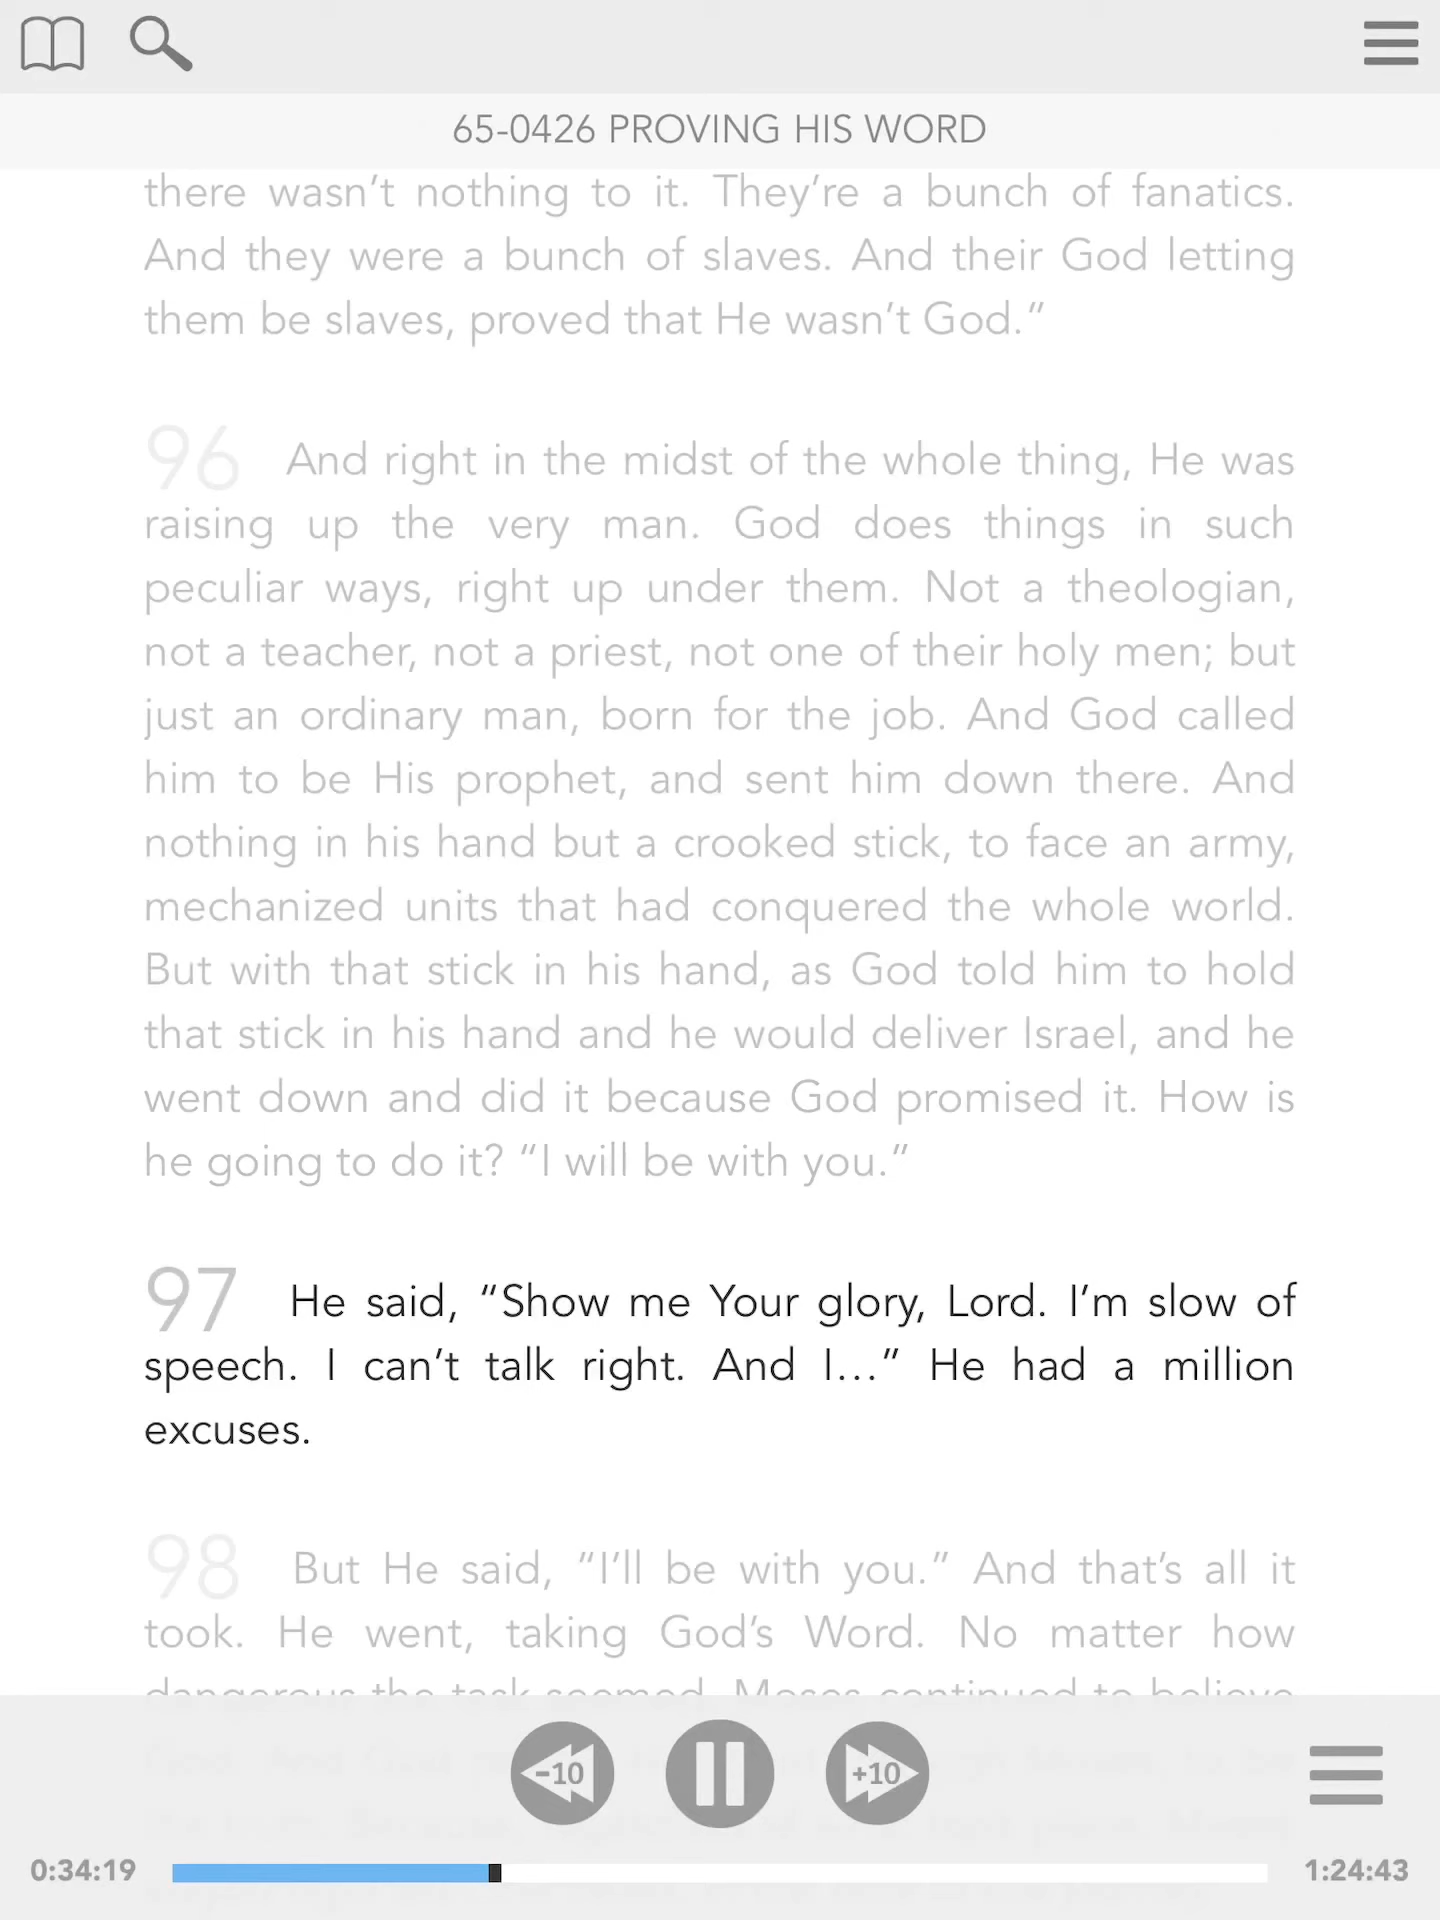 65-0426 PROVING HIS WORD
there wasn’t nothing to it. They’re a bunch of fanatics.
And they were a bunch of slaves. And their God letting
them be slaves, proved that He wasn’t God.”
96 And right in the midst of the whole thing, He was
raising up the very man. God does things in such
peculiar ways, right up under them. Not a theologian,
not a teacher, not a priest, not one of their holy men; but
just an ordinary man, born for the job. And God called
him to be His prophet, and sent him down there. And
nothing in his hand but a crooked stick, to face an army,
mechanized units that had conquered the whole world.
But with that stick in his hand, as God told him to hold
that stick in his hand and he would deliver Israel, and he
went down and did it because God promised it. How is
he going to do it? “I will be with you.”
97 He said, “Show me Your glory, Lord. I’m slow of
speech. I can’t talk right. And I…” He had a million
excuses.
98 But He said, “I’ll be with you.” And that’s all it
took. He went, taking God’s Word. No matter how
dangerous the task seemed, Moses continued to believe
-10
+10
0:34:19
1:24:43